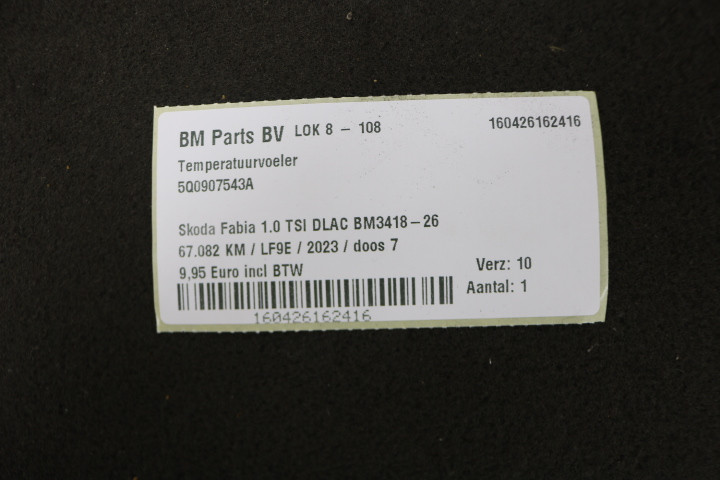 BM Parts BV LOK 8 - 108 160426162416
Temperatuurvoeler
5Q0907543A
Skoda Fabia 1.0 TSI DLAC BM3418-26
67.082 KM / LF9E / 2023 / doos 7
9,95 Euro incl BTW Verz: 10
Aantal: 1
160426162416